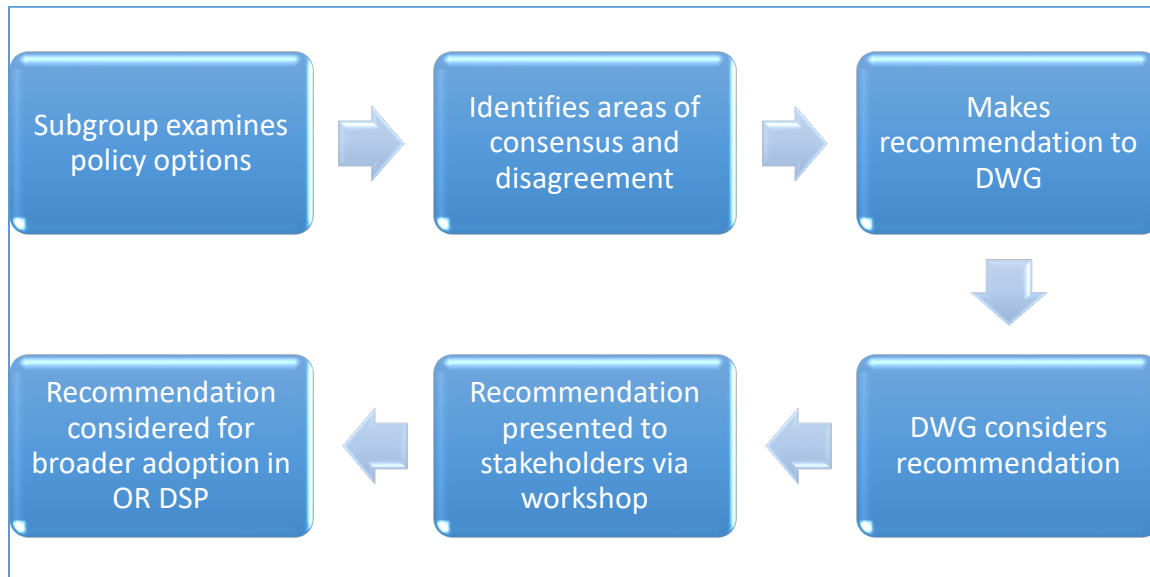 Subgroup examines
policy options
Identifies areas of
consensus and
disagreement
Makes
recommendation to
DWG
DWG considers
recommendation
Recommendation
presented to
stakeholders via
workshop
Recommendation
considered for
broader adoption in
OR DSP